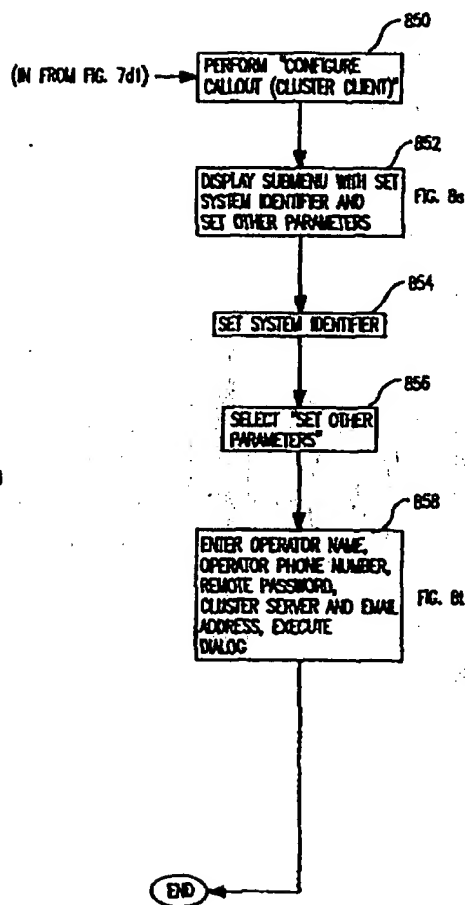 850
(IN FROM FIG. 7d1)
PERFORM "CONFIGURE
CALLOUT (CLUSTER CLIENT)"
852
DISPLAY SUBMENU WITH SET
SYSTEM IDENTIFIER AND
SET OTHER PARAMETERS
FIG. 8s
854
SET SYSTEM IDENTIFIER
856
SELECT "SET OTHER
PARAMETERS"
858
ENTER OPERATOR NAME,
OPERATOR PHONE NUMBER,
REMOTE PASSWORD,
CLUSTER SERVER AND EMAIL
ADDRESS, EXECUTE
DIALOG
FIG. 8t
END